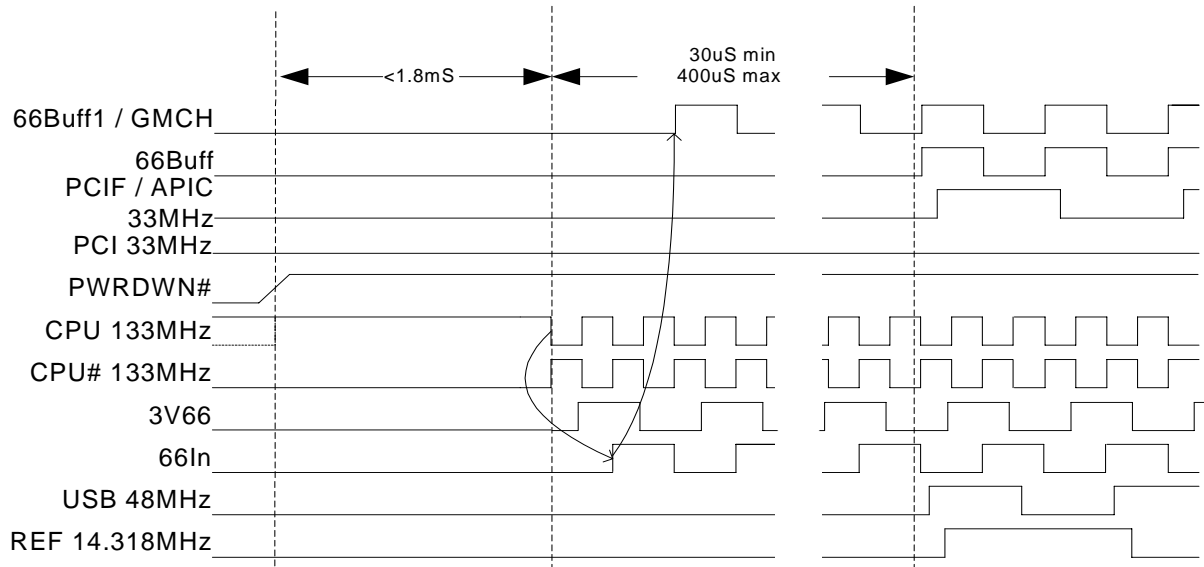 30uS min
<1.8mS
400uS max
66Buff1 / GMCH
66Buff
PCIF / APIC
33MHz
PCI 33MHz
PWRDWN#
CPU 133MHz
CPU# 133MHz
3V66
66In
USB 48MHz
REF 14.318MHz